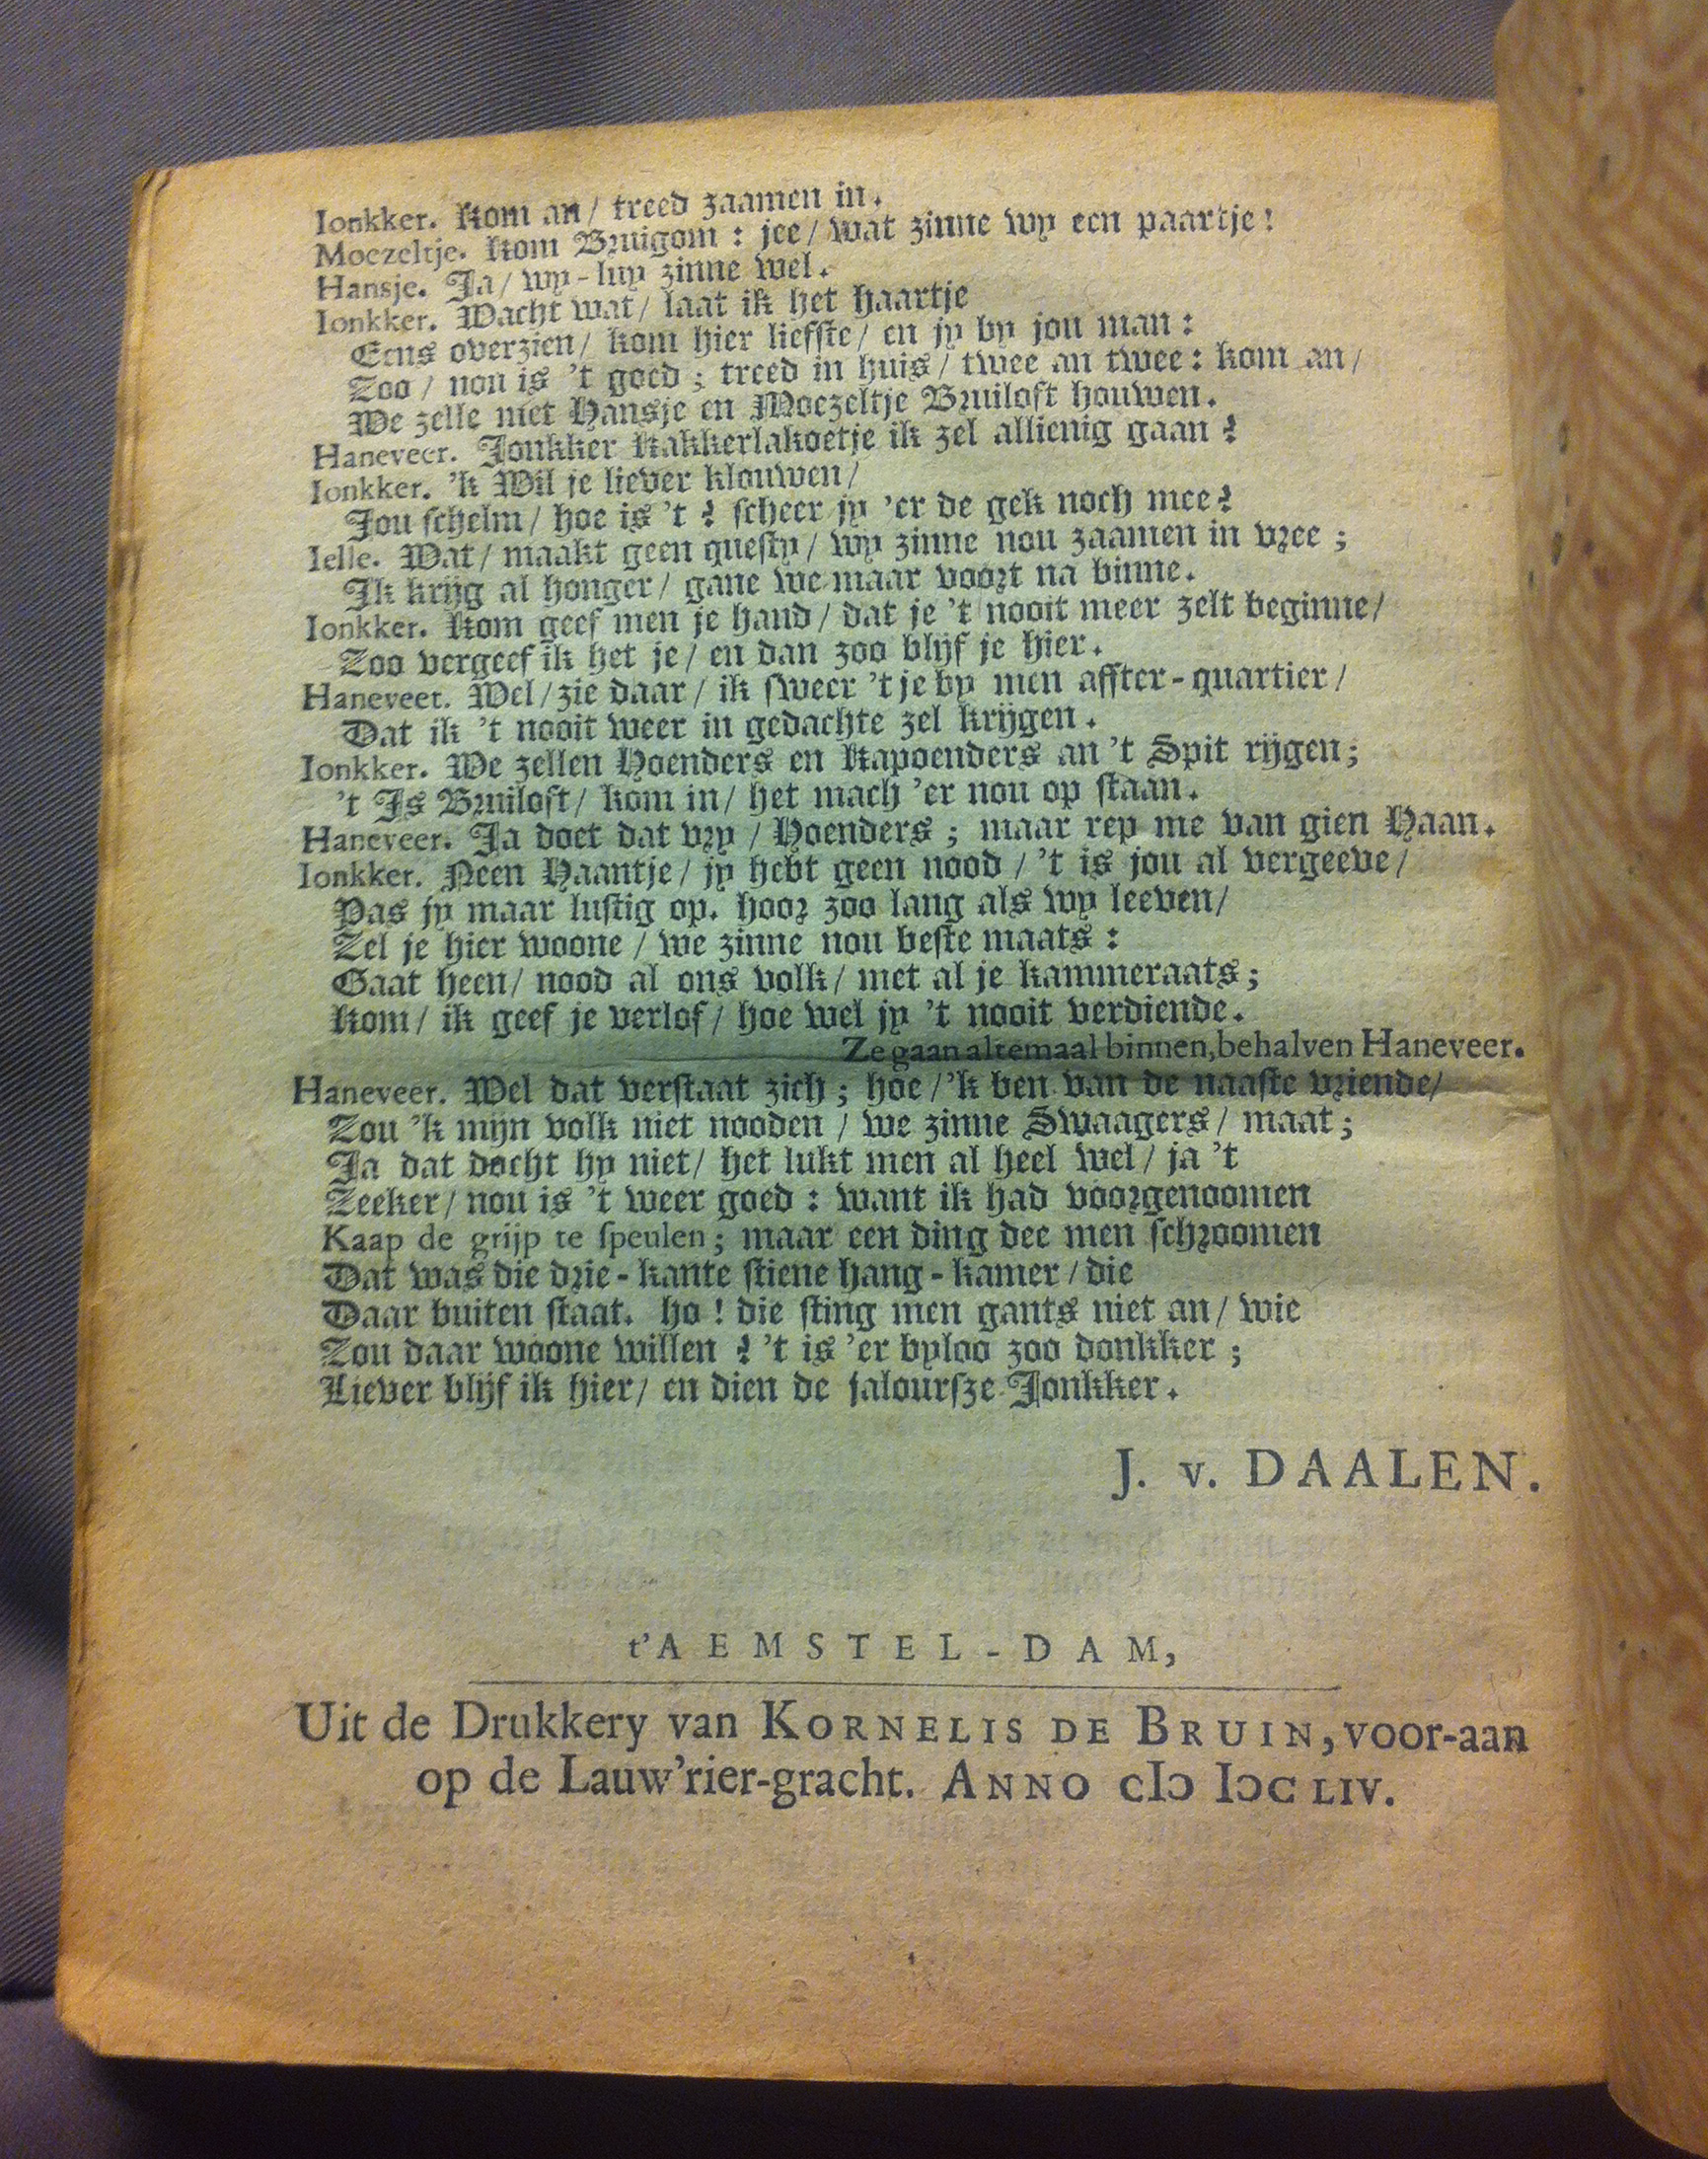 Ionkker. Kom an / treed zaamen in.
Moezeltje. Kom Bruigom : jee / wat zinne wy een paartje!
Hansje. Ja / wy-luy zinne wel.
Ionkker. Wacht wat / laat ik het haartje
Eens overzien / kom hier liefste / en jy by jou man :
Zoo / nou is 't goed ; treed in huis / twee an twee : kom an /
We zelle met Hansje en Moezeltje Bruiloft houwen.
Haneveer. Jonkker Kakkerlakoetje ik zel allienig gaan ?
Ionkker. 'k Wil je liever klouwen /
Jou schelm / hoe is 't ? scheer jy 'er de gek noch mee ?
Ielle. Wat / maakt geen questy / wy zinne nou zaamen in vree ;
Ik krijg al honger / gane we maar voort na binne.
Ionkker. Kom geef men je hand / dat je 't nooit meer zelt beginne /
Zoo vergeef ik het je / en dan zoo blijf je hier.
Haneveer. Wel / zie daar / ik sweer 't je by men affter-quartier /
Dat ik 't nooit weer in gedachte zel krijgen.
Ionkker. We zellen Hoenders en Kapoenders an 't Spit rijgen;
't Is Bruiloft / kom in / het mach 'er nou op staan.
Haneveer. Ja doet dat vry / Hoenders ; maar rep me van gien Haan.
Ionkker. Neen Haantje / jy hebt geen nood / 't is jou al vergeeve /
Pas jy maar lustig op. hoor zoo lang als wy leeven /
Zel je hier woone / we zinne nou beste maats :
Gaat heen / nood al ons volk / met al je kammeraats ;
Kom / ik geef je verlof / hoe wel jy 't nooit verdiende.
Ze gaan altemaal binnen, behalven Haneveer.
Haneveer. Wel dat verstaat zich ; hoe / 'k ben van de naaste vriende /
Zou 'k mijn volk niet nooden / we zinne Swaagers / maat ;
Ja dat docht hy niet / het lukt men al heel wel / ja 't
Zeeker / nou is 't weer goed : want ik had voorgenoomen
Kaap de grijp te speulen ; maar een ding dee men schroomen
Dat was die drie-kante stiene hang-kamer / die
Daar buiten staat. ho ! die sting men gants niet an / wie
Zou daar woone willen ? 't is 'er byloo zoo donkker ;
Liever blijf ik hier / en dien de jaloursze Jonkker.
J. v. DAALEN.
t'AEMSTEL-DAM,
Uit de Drukkery van KORNELIS DE BRUIN, voor-aan
op de Lauw'rier-gracht. ANNO cIↄ Iↄc LIV.